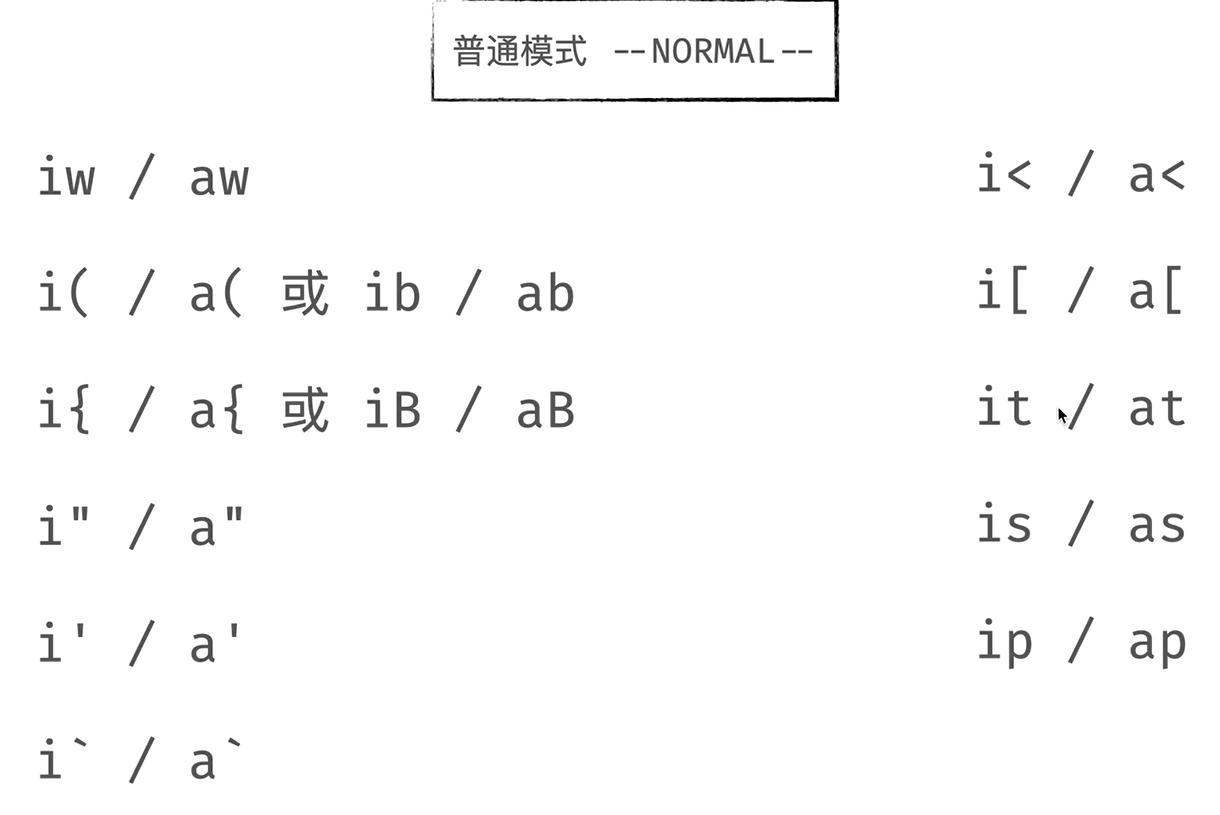 普通模式 --NORMAL--
iw / aw
i( / a( 或 ib / ab
i{ / a{ 或 iB / aB
i" / a"
i' / a'
i` / a`
i< / a<
i[ / a[
it / at
is / as
ip / ap